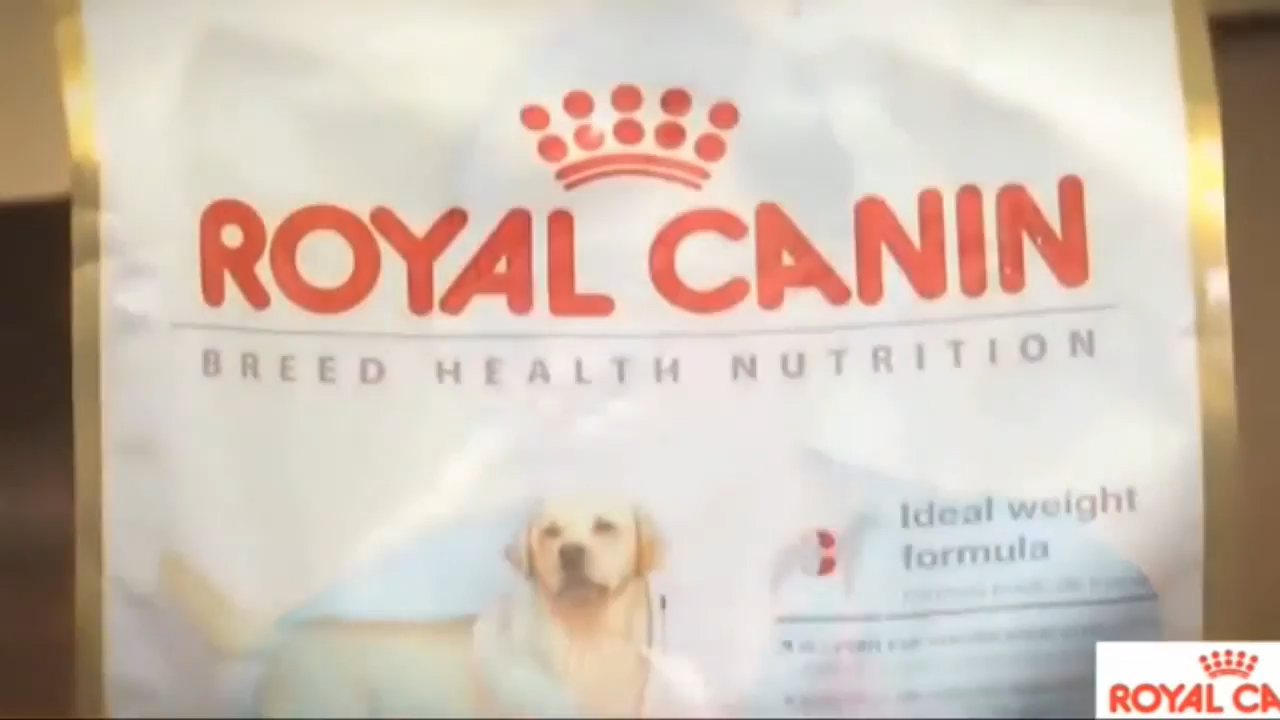 ROYAL CANIN
BREED HEALTH NUTRITION
Ideal weight
formula
ROYAL CA